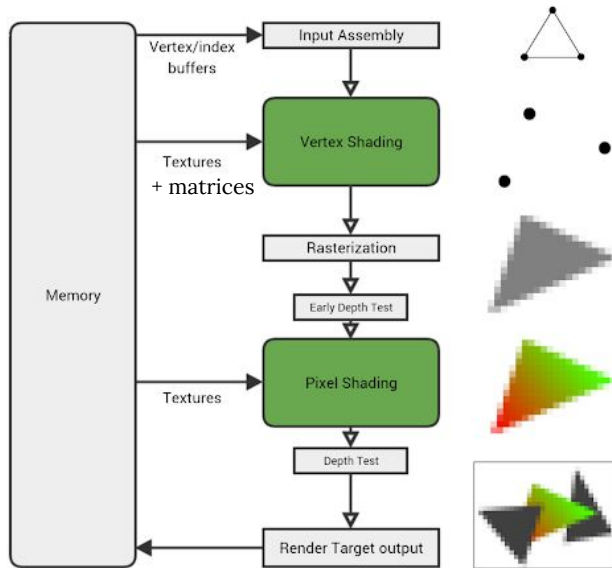 Vertex/index
buffers
Input Assembly
Vertex Shading
Textures
+ matrices
Rasterization
Memory
Early Depth Test
Pixel Shading
Textures
Depth Test
Render Target output